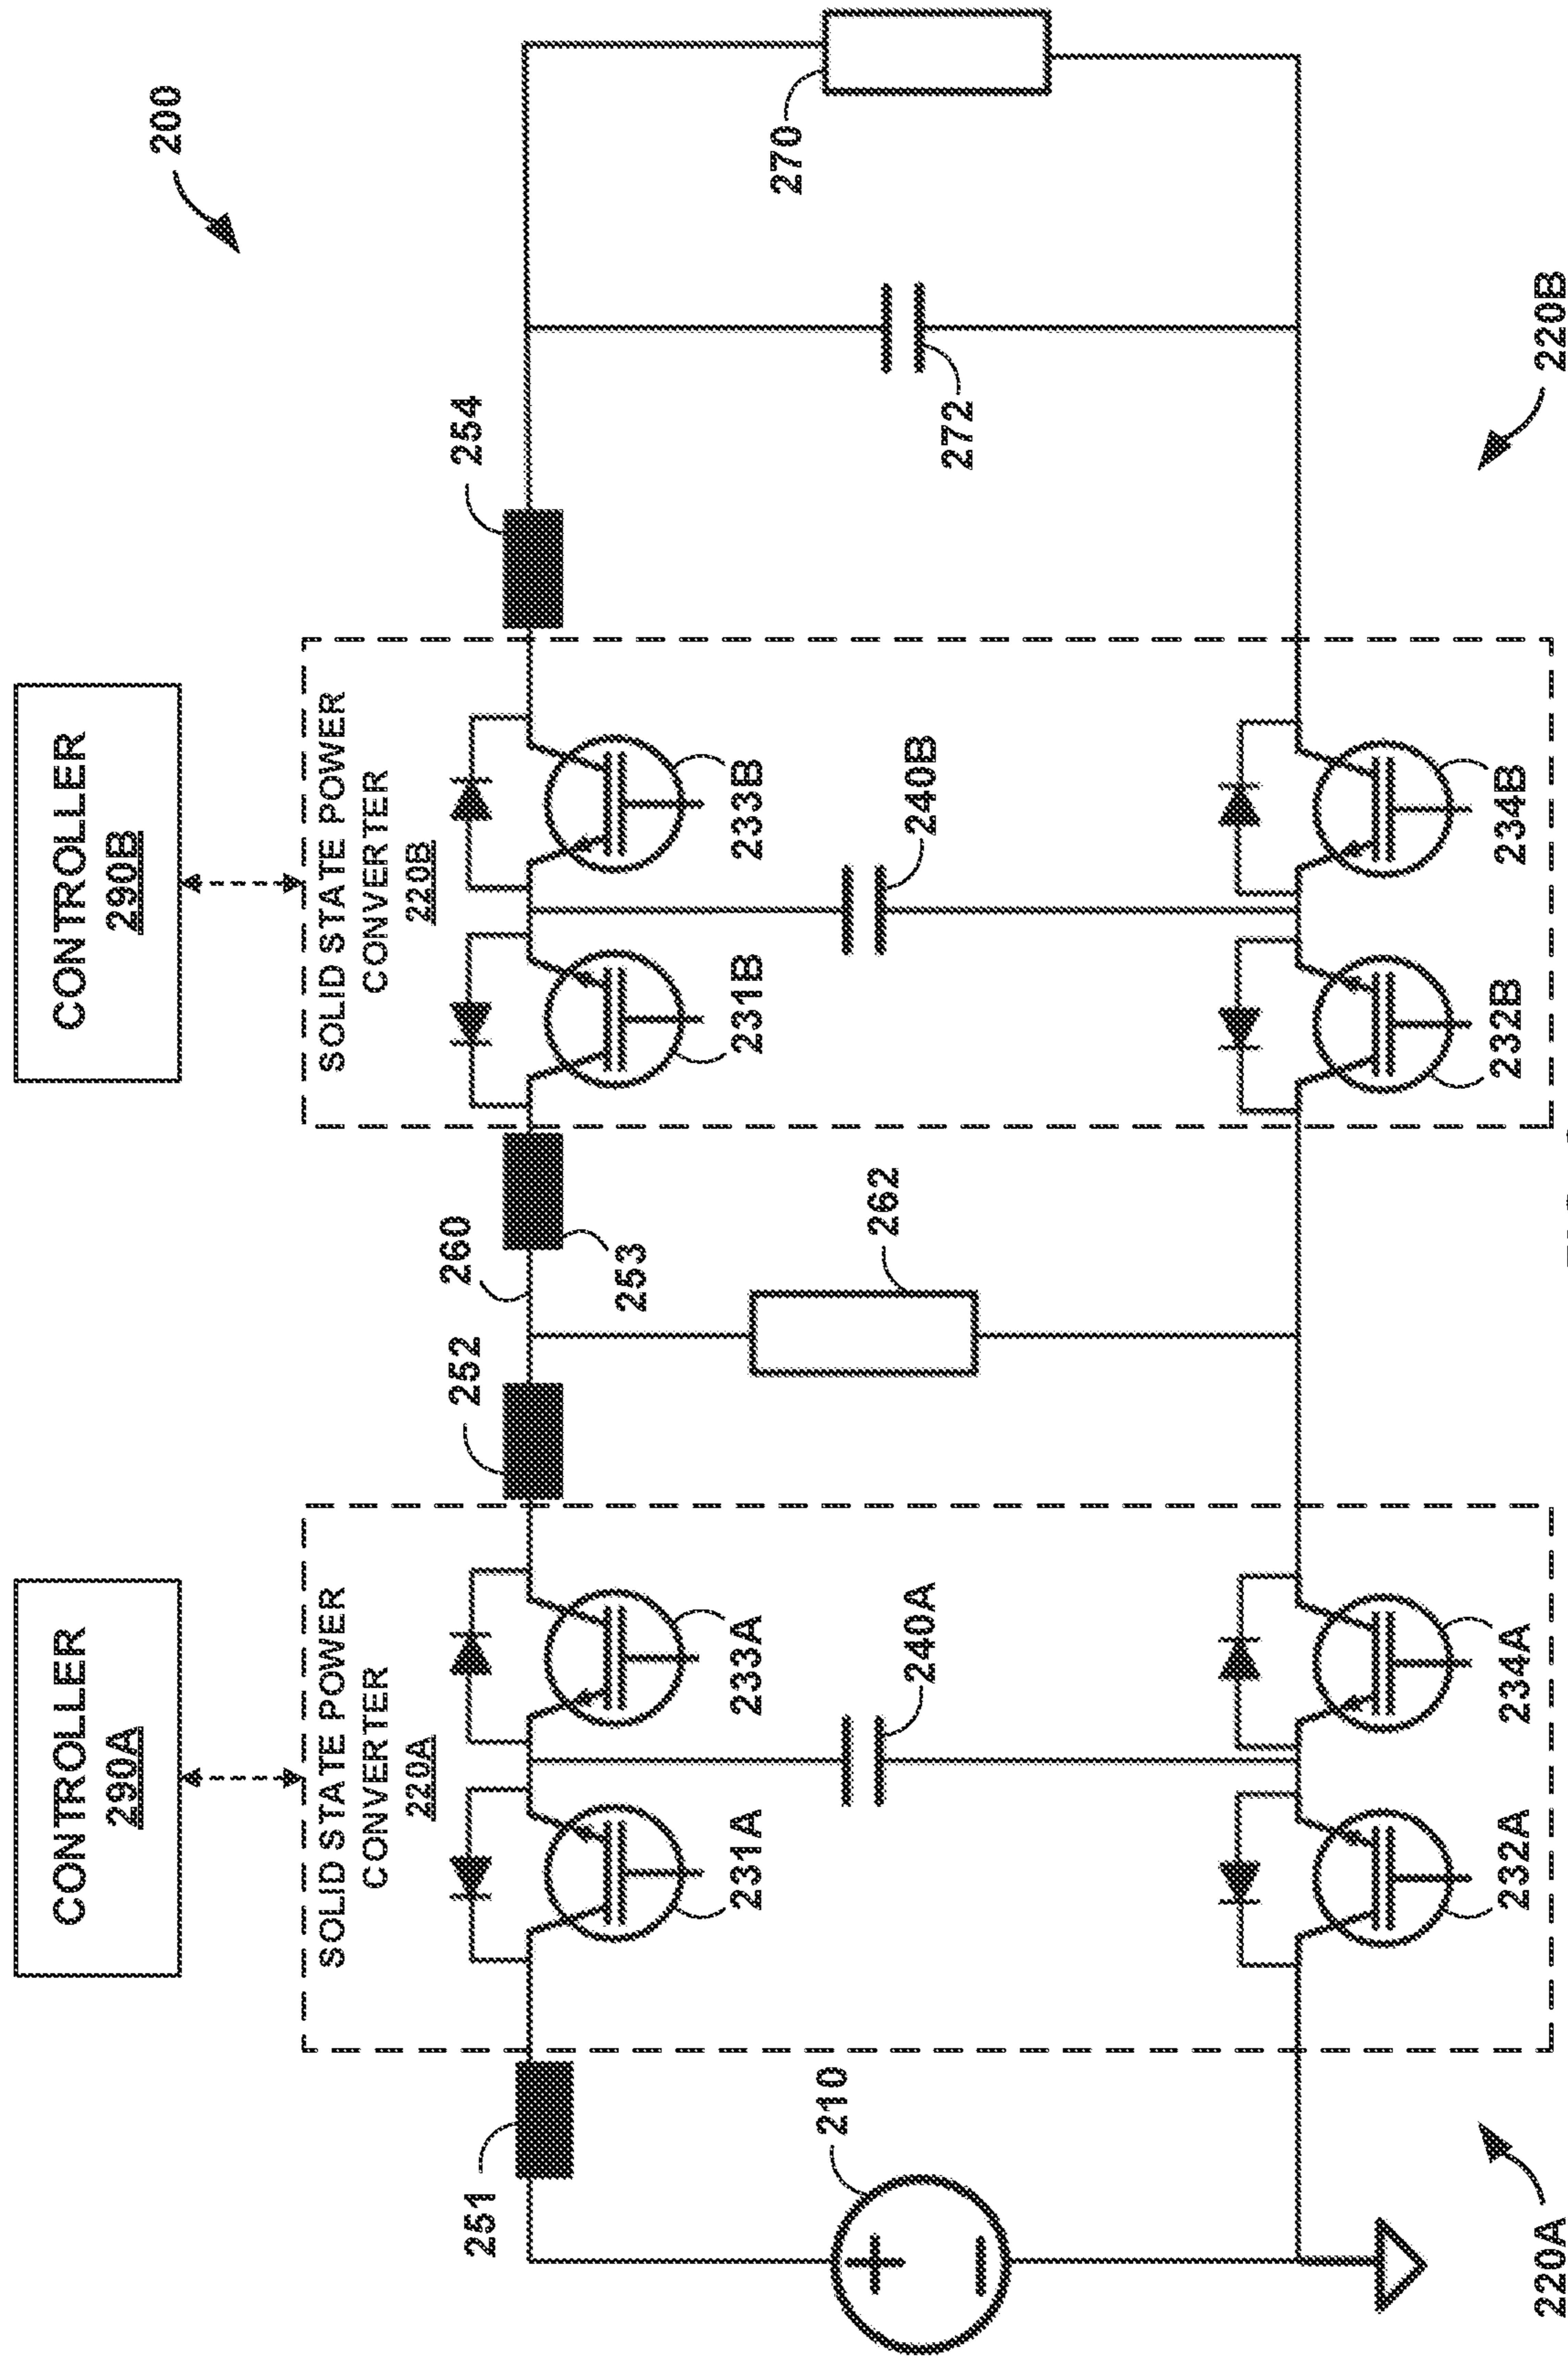 200
CONTROLLER
290A
CONTROLLER
290B
SOLID STATE POWER
CONVERTER
220A
SOLID STATE POWER
CONVERTER
220B
251
252
260
253
254
231A
233A
231B
233B
210
240A
262
240B
272
270
232A
234A
232B
234B
220A
220B